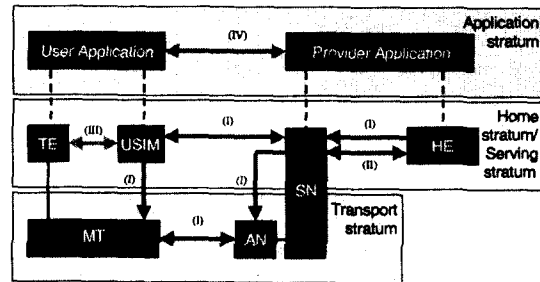 Application
stratum
User Application
(IV)
Provider Application
Home
stratum/
Serving
stratum
TE
(III)
USIM
(I)
(I)
HE
(II)
(I)
(I)
SN
Transport
stratum
MT
(I)
AN